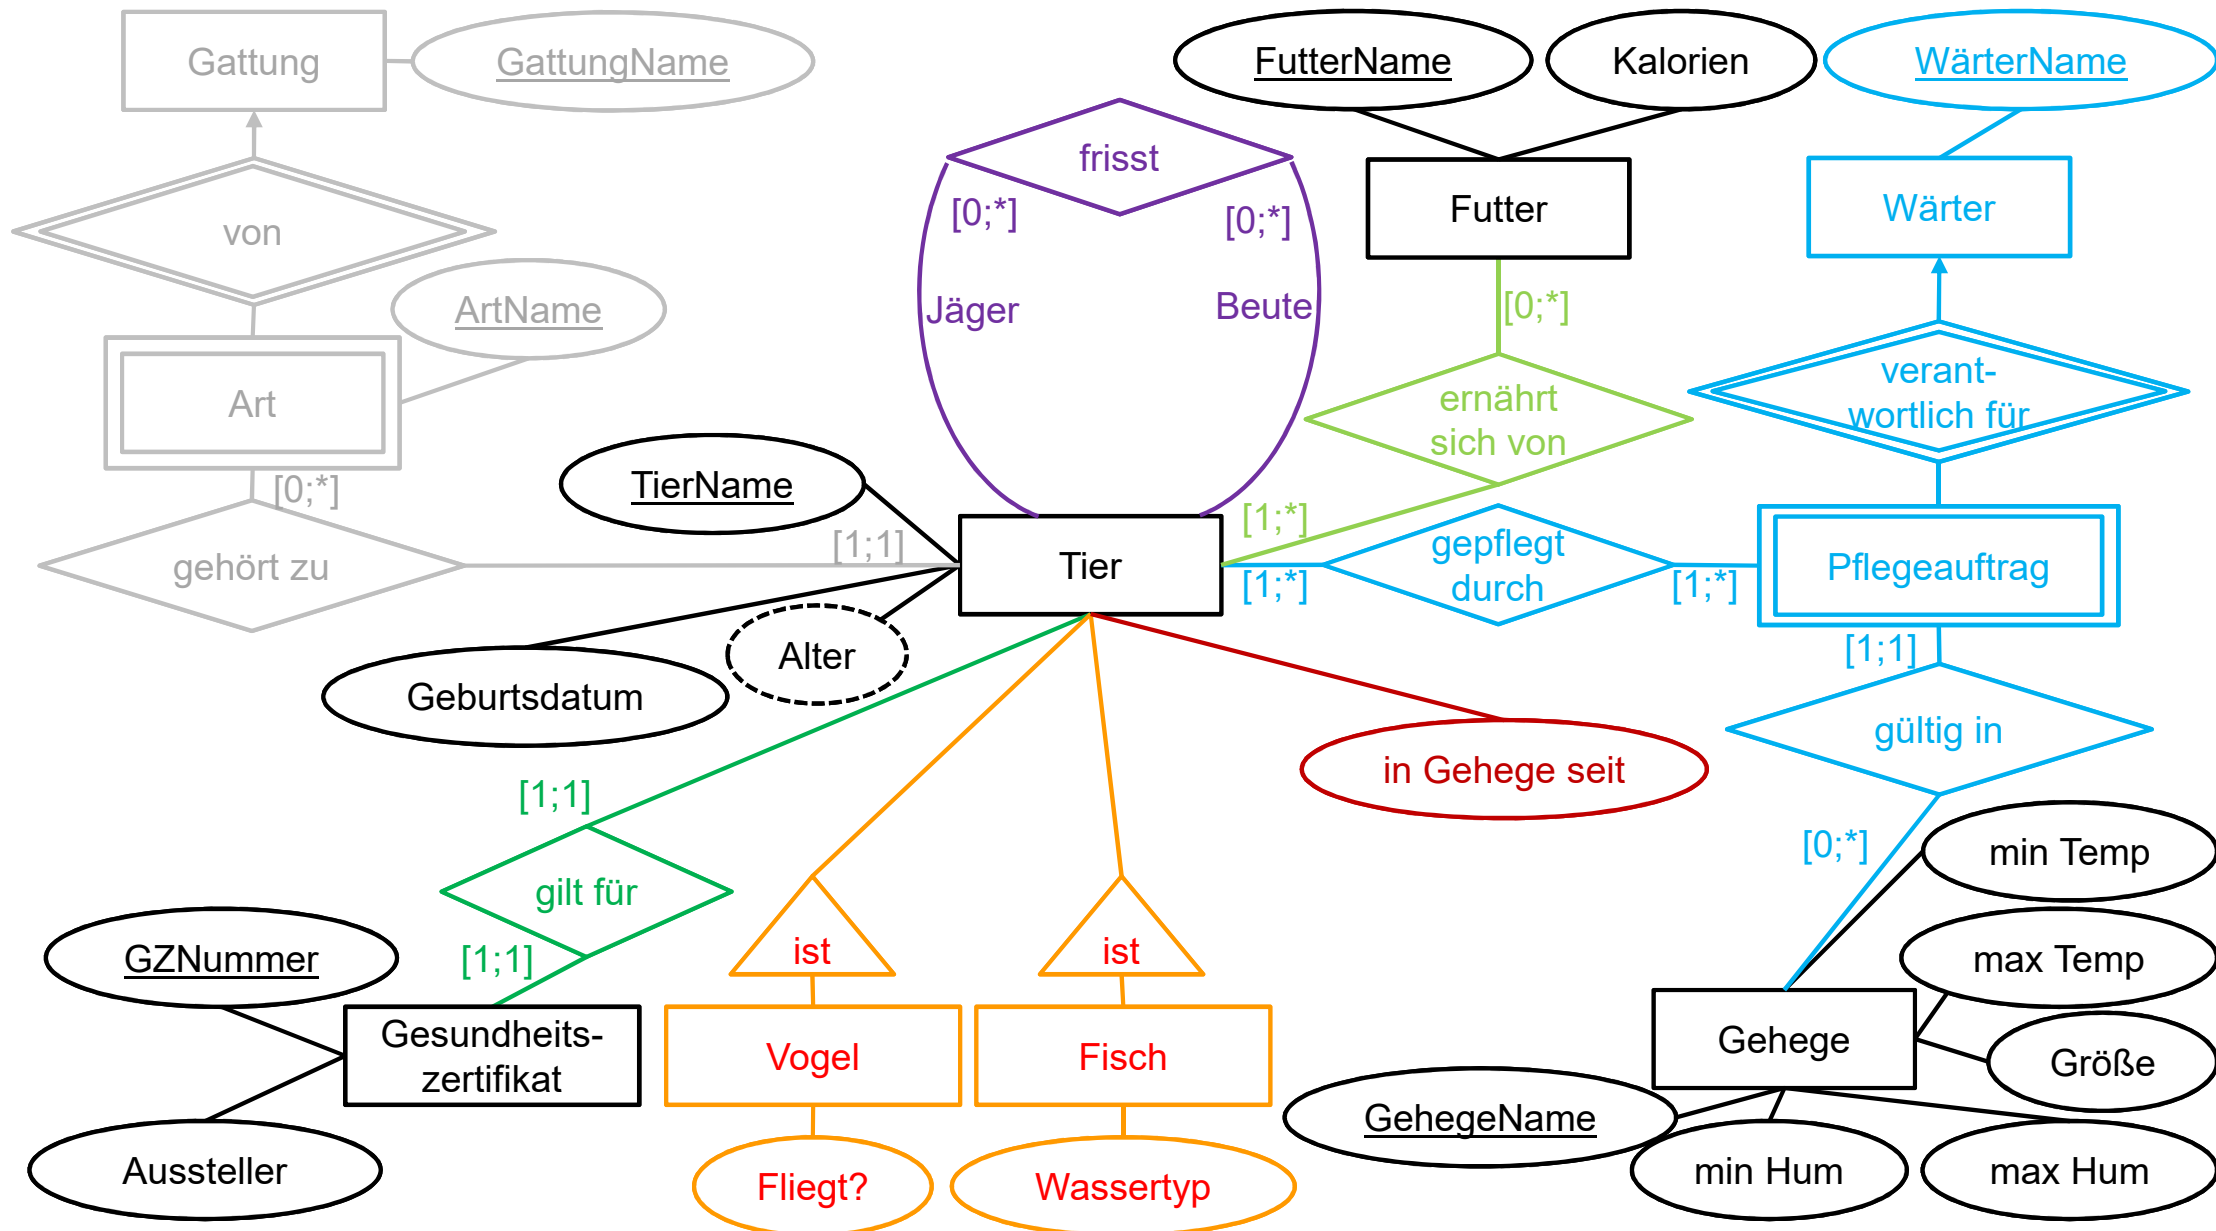 Gattung
GattungName
FutterName
Kalorien
WärterName
frisst
[0;*]
[0;*]
Futter
Wärter
von
ArtName
Jäger
Beute
[0;*]
Art
ernährt
sich von
verant-
wortlich für
[0;*]
TierName
[1;1]
[1;*]
gehört zu
Tier
[1;*]
gepflegt
durch
[1;*]
Pflegeauftrag
Geburtsdatum
Alter
[1;1]
gültig in
in Gehege seit
[1;1]
[0;*]
min Temp
gilt für
[1;1]
ist
ist
GZNummer
max Temp
Gesundheits-
zertifikat
Vogel
Fisch
Gehege
Größe
GehegeName
Aussteller
Fliegt?
Wassertyp
min Hum
max Hum